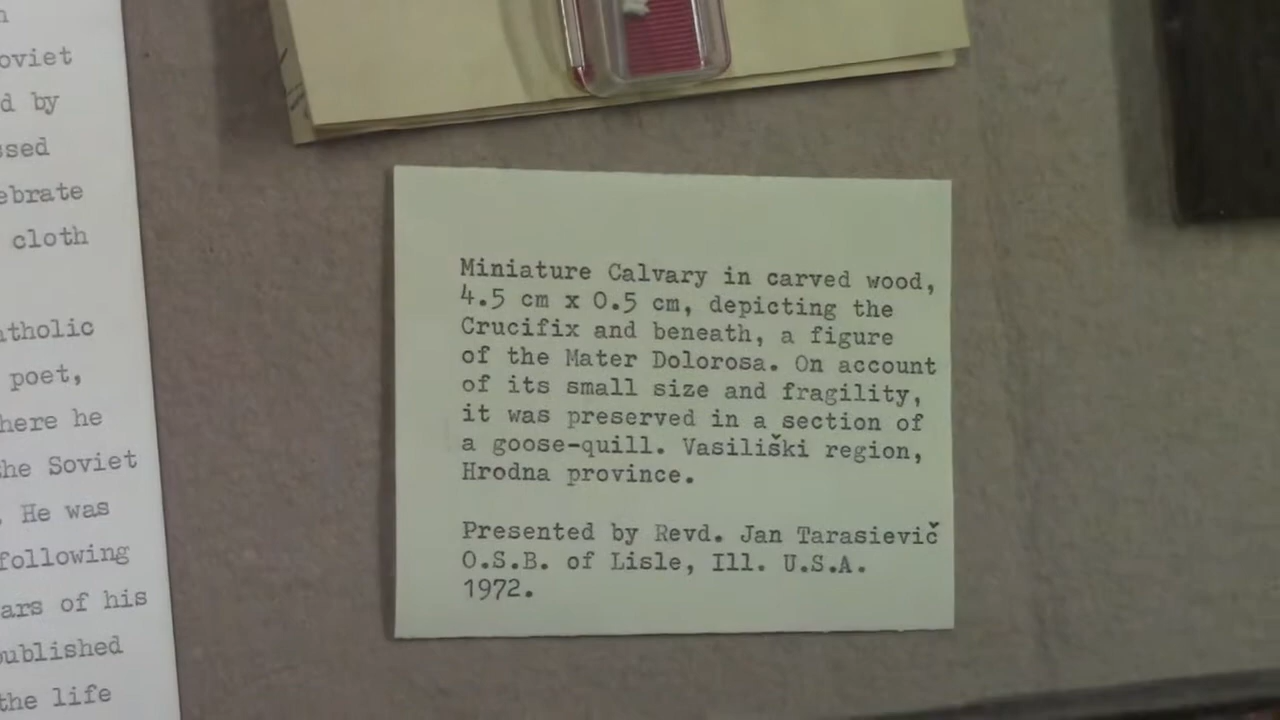 oviet
d by
ssed
ebrate
cloth
atholic
poet,
here he
the Soviet
. He was
following
ars of his
published
the life
Miniature Calvary in carved wood,
4.5 cm x 0.5 cm, depicting the
Crucifix and beneath, a figure
of the Mater Dolorosa. On account
of its small size and fragility,
it was preserved in a section of
a goose-quill. Vasiliški region,
Hrodna province.
Presented by Revd. Jan Tarasievič
O.S.B. of Lisle, Ill. U.S.A.
1972.